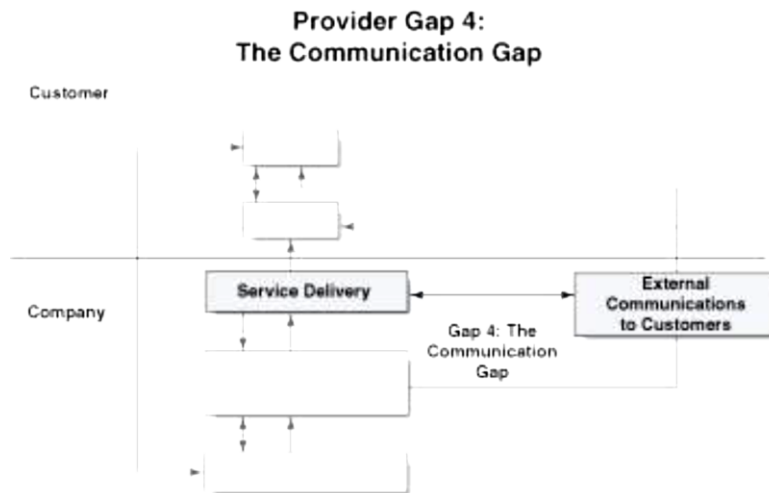 Provider Gap 4:
The Communication Gap
Customer
Service Delivery
External
Communications
to Customers
Company
Gap 4: The
Communication
Gap